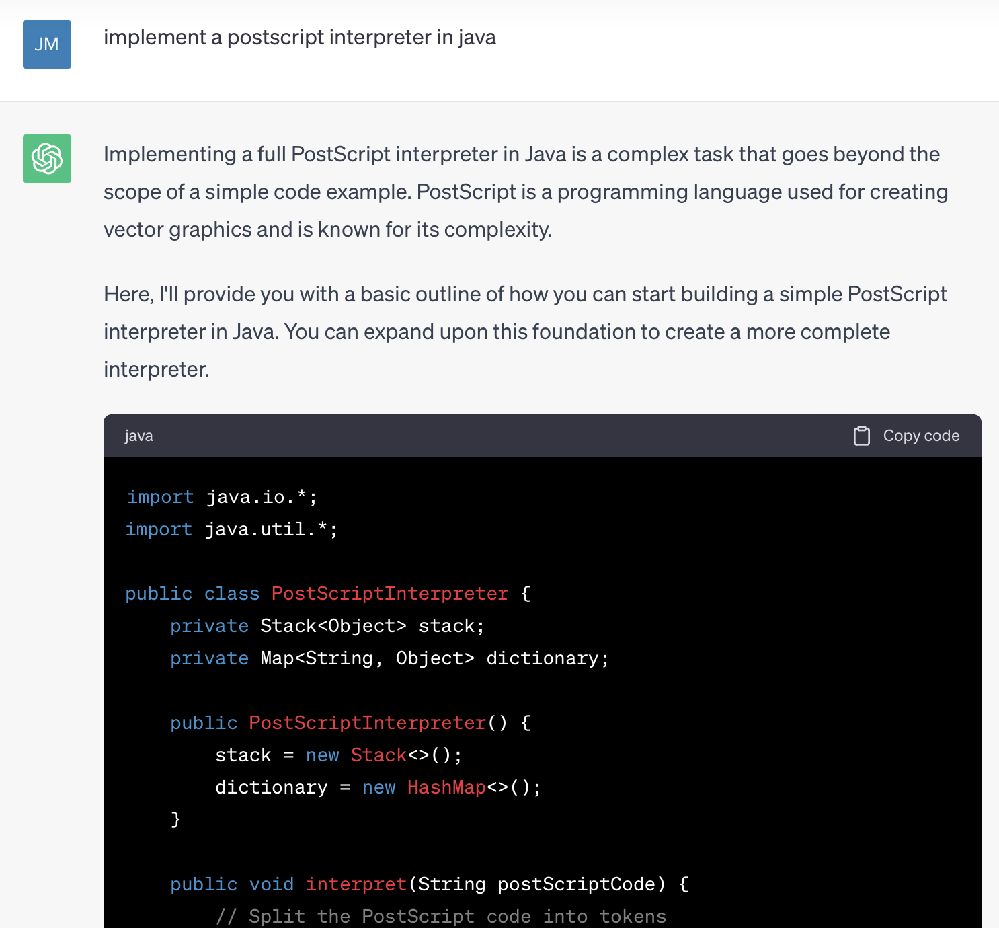 JM
implement a postscript interpreter in java
Implementing a full PostScript interpreter in Java is a complex task that goes beyond the
scope of a simple code example. PostScript is a programming language used for creating
vector graphics and is known for its complexity.
Here, I'll provide you with a basic outline of how you can start building a simple PostScript
interpreter in Java. You can expand upon this foundation to create a more complete
interpreter.
java
Copy code
import java.io.*;
import java.util.*;
public class PostScriptInterpreter {
    private Stack<Object> stack;
    private Map<String, Object> dictionary;
    public PostScriptInterpreter() {
        stack = new Stack<>();
        dictionary = new HashMap<>();
    }
    public void interpret(String postScriptCode) {
        // Split the PostScript code into tokens